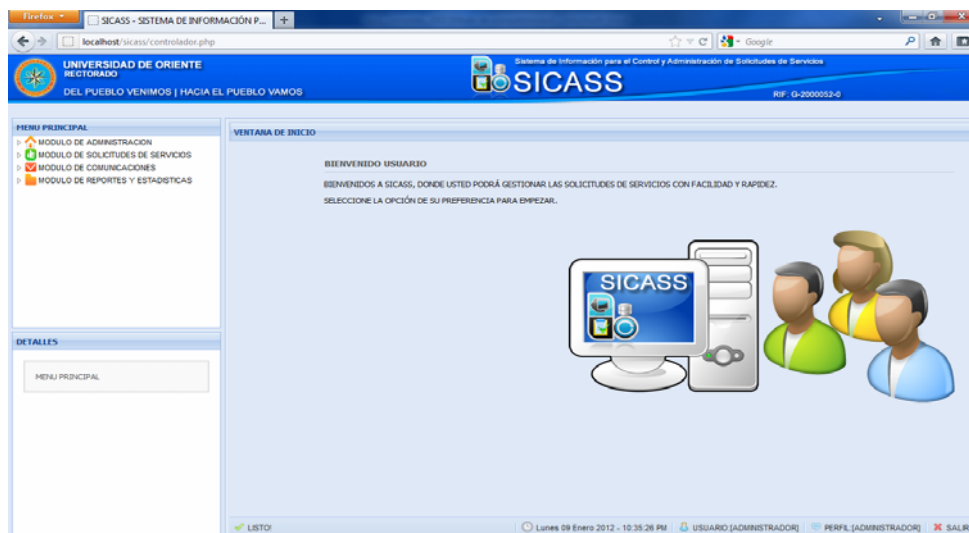 Firefox
SICASS - SISTEMA DE INFORMACIÓN P...
localhost/sicass/controlador.php
Google
UNIVERSIDAD DE ORIENTE
RECTORADO
DEL PUEBLO VENIMOS | HACIA EL PUEBLO VAMOS
Sistema de Información para el Control y Administración de Solicitudes de Servicios
SICASS
RIF: G-2000052-0
MENU PRINCIPAL
MODULO DE ADMINISTRACION
MODULO DE SOLICITUDES DE SERVICIOS
MODULO DE COMUNICACIONES
MODULO DE REPORTES Y ESTADISTICAS
VENTANA DE INICIO
BIENVENIDO USUARIO
BIENVENIDOS A SICASS, DONDE USTED PODRÁ GESTIONAR LAS SOLICITUDES DE SERVICIOS CON FACILIDAD Y RAPIDEZ.
SELECCIONE LA OPCIÓN DE SU PREFERENCIA PARA EMPEZAR.
SICASS
DETALLES
MENU PRINCIPAL
LISTO!
Lunes 09 Enero 2012 - 10:35:26 PM
USUARIO [ADMINISTRADOR]
PERFIL [ADMINISTRADOR]
SALIR